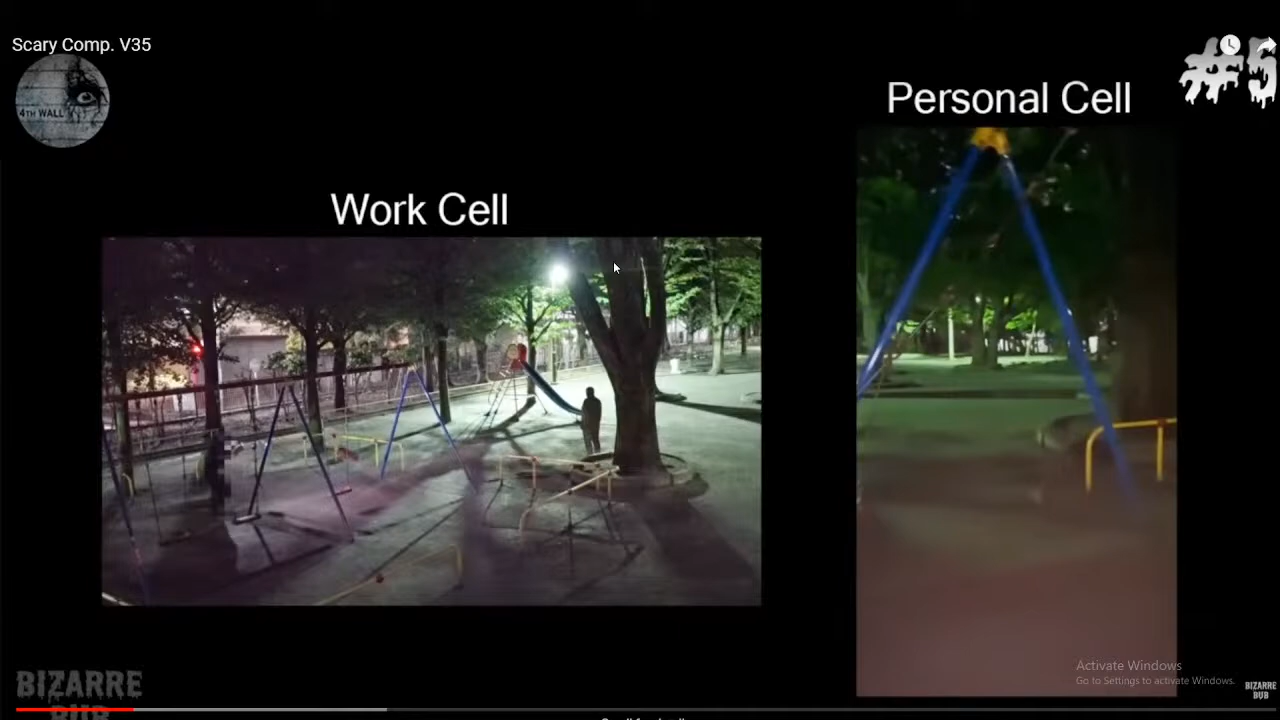 Scary Comp. V35
#5
4TH WALL
Personal Cell
Work Cell
Activate Windows
Go to Settings to activate Windows.
BIZARRE
BUB
BIZARRE
BUB